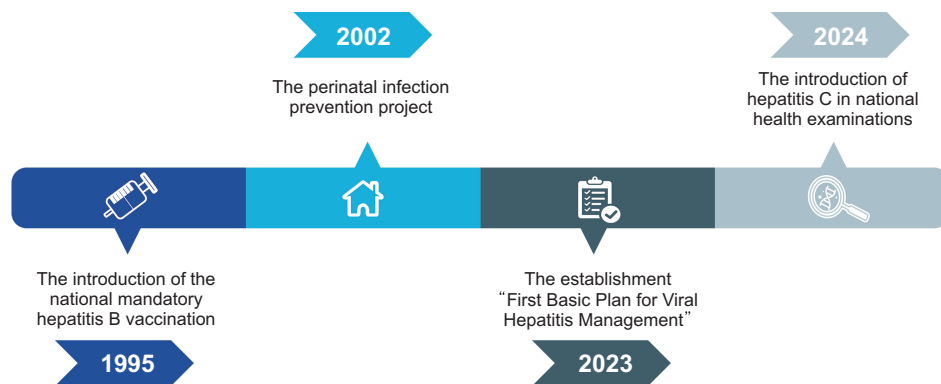 2002
The perinatal infection
prevention project
2024
The introduction of
hepatitis C in national
health examinations
The introduction of the
national mandatory
hepatitis B vaccination
1995
The establishment
“First Basic Plan for Viral
Hepatitis Management”
2023